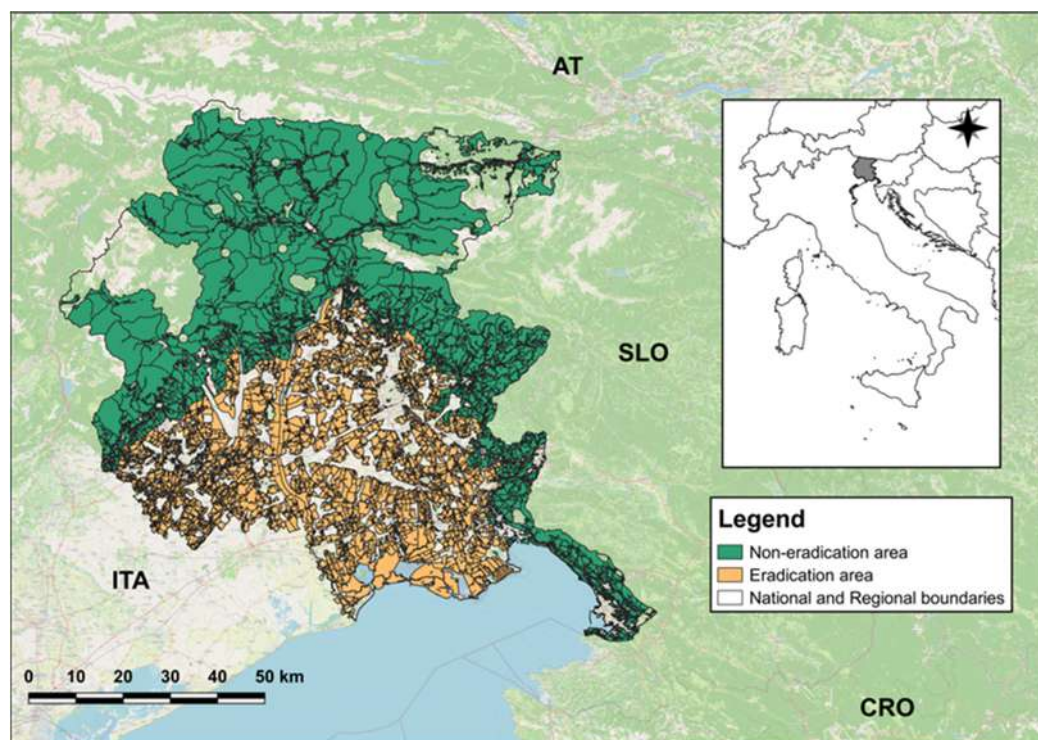 AT
SLO
ITA
CRO
0 10 20 30 40 50 km
Legend
Non-eradication area
Eradication area
National and Regional boundaries